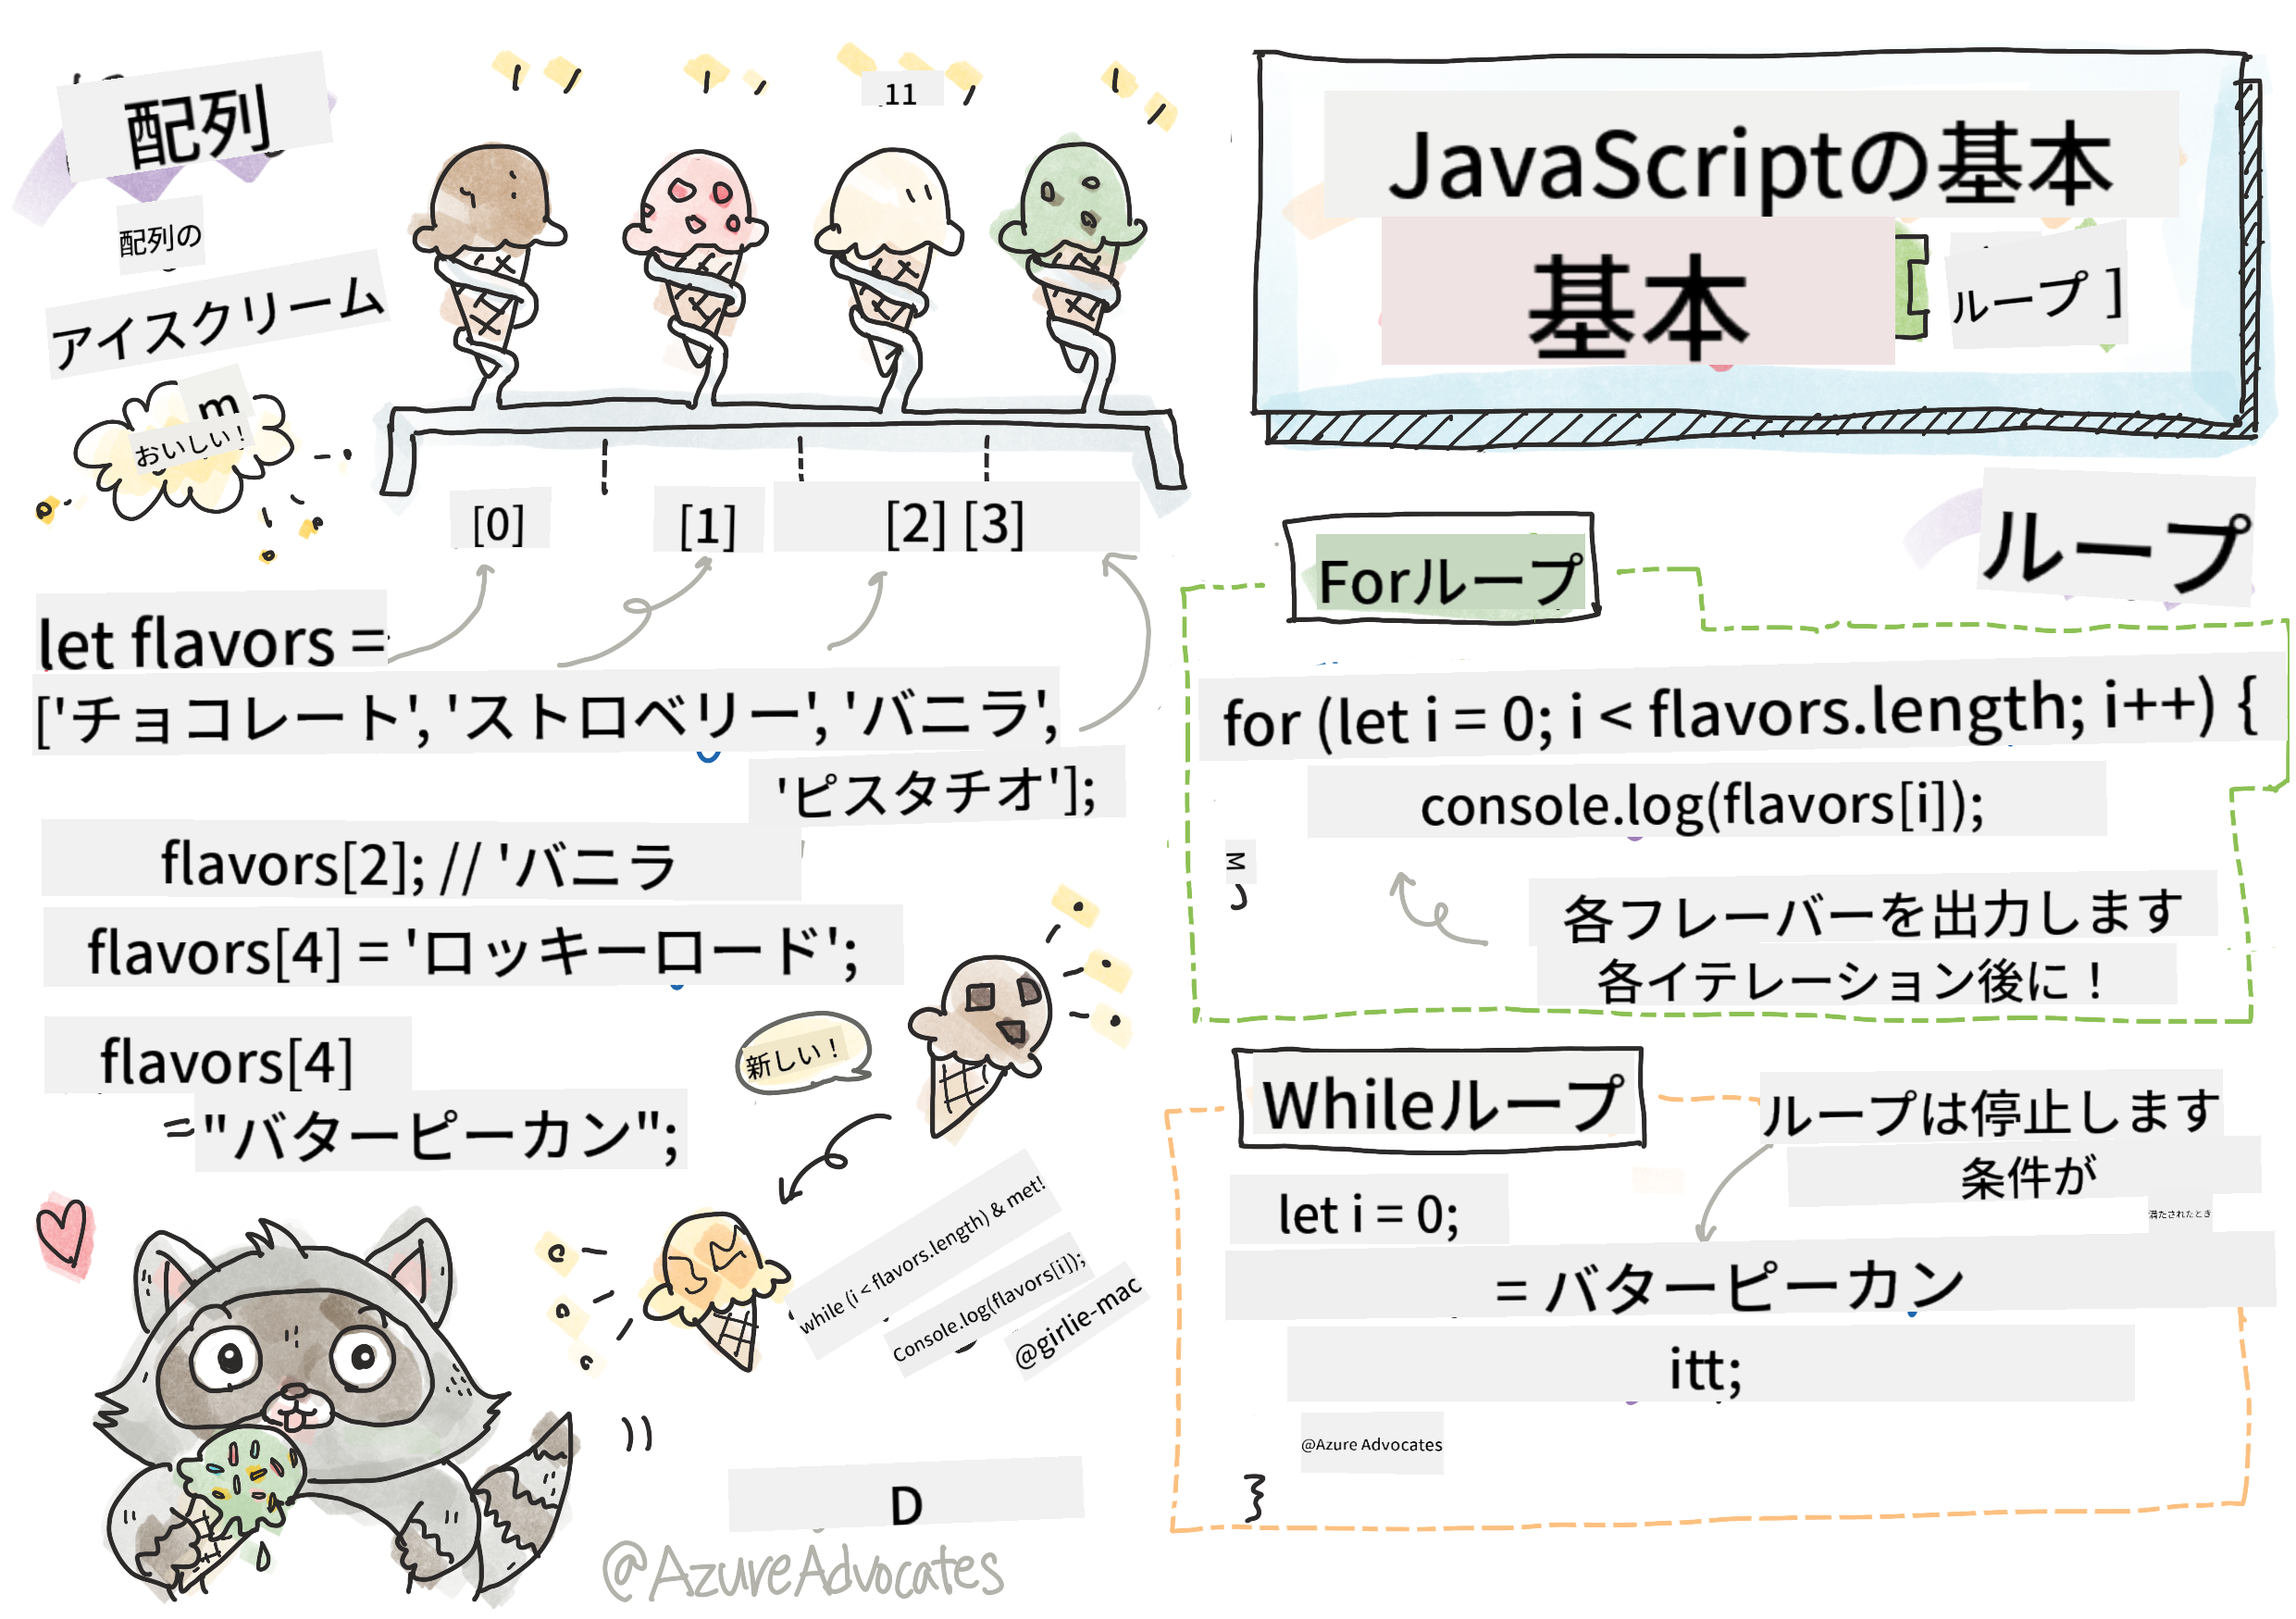 配列
配列の
アイスクリーム
m
おいしい！
11
[0]
[1]
[2] [3]
let flavors =
['チョコレート', 'ストロベリー', 'バニラ',
'ピスタチオ'];
flavors[2]; // 'バニラ
flavors[4] = 'ロッキーロード';
新しい！
flavors[4]
="バターピーカン";
while (i < flavors.length) & met!
Console.log(flavors[i]);
@girlie-mac
D
@AzureAdvocates
JavaScriptの基本
基本
[ループ ]
ループ
Forループ
for (let i = 0; i < flavors.length; i++) {
console.log(flavors[i]);
M
各フレーバーを出力します
各イテレーション後に！
Whileループ
ループは停止します
条件が
満たされたとき
let i = 0;
= バターピーカン
itt;
@Azure Advocates
}